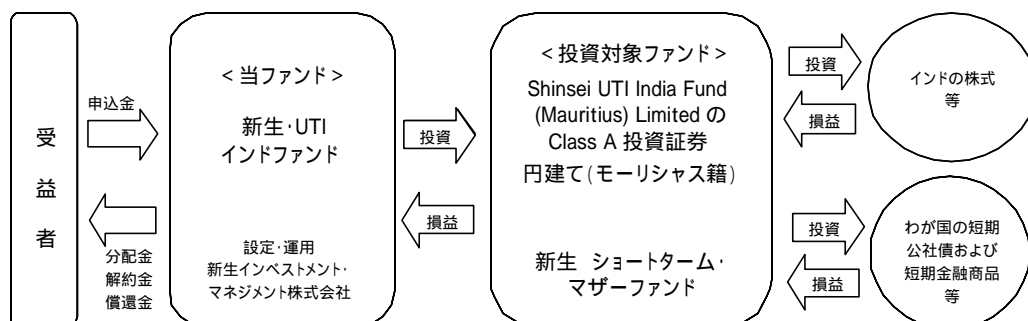 受
益
者
申込金
分配金
解約金
償還金
＜当ファンド＞
新生･UTI
インドファンド
設定･運用
新生インベストメント･
マネジメント株式会社
投資
損益
＜投資対象ファンド＞
Shinsei UTI India Fund
(Mauritius) Limited の
Class A 投資証券
円建て(モーリシャス籍)
新生 ショートターム･
マザーファンド
投資
損益
インドの株式
等
投資
損益
わが国の短期
公社債および
短期金融商品
等